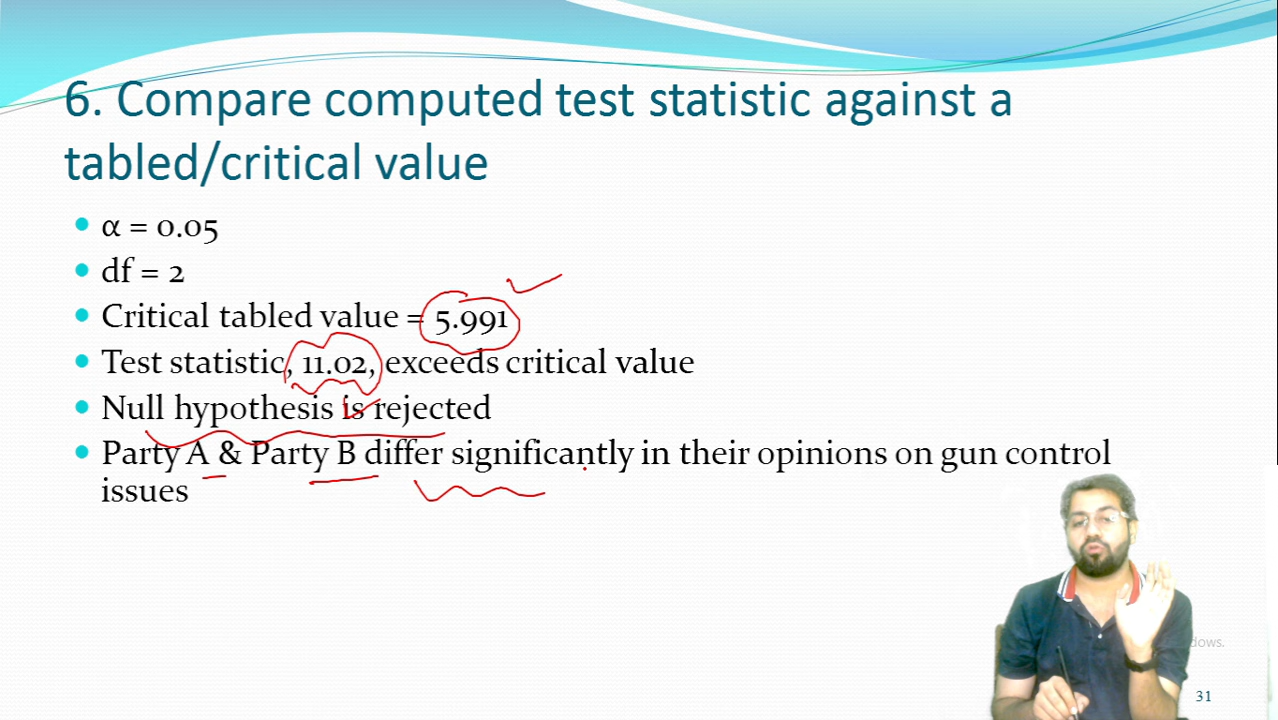 6. Compare computed test statistic against a
tabled/critical value
α = 0.05
df = 2
Critical tabled value = 5.991
Test statistic, 11.02, exceeds critical value
Null hypothesis is rejected
Party A & Party B differ significantly in their opinions on gun control
issues
dows.
31